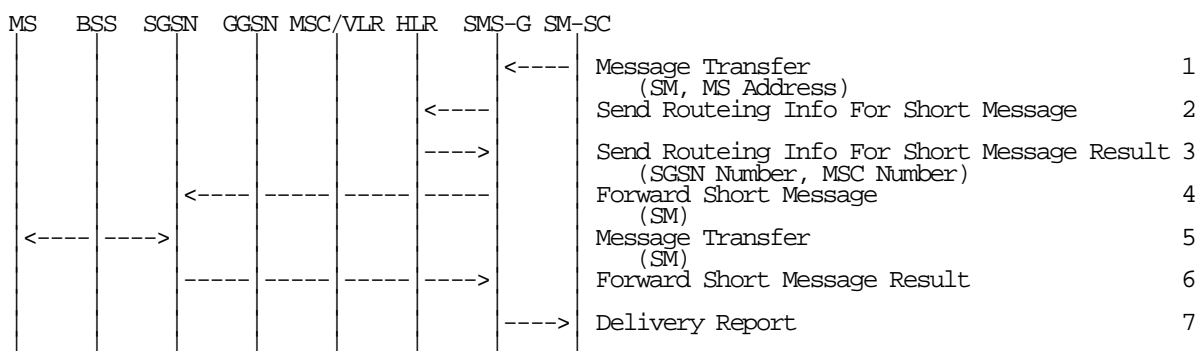 MS BSS SGSN GGSN MSC/VLR HLR SMS-G SM-SC
Message Transfer 1
(SM, MS Address)
Send Routeing Info For Short Message 2
Send Routeing Info For Short Message Result 3
(SGSN Number, MSC Number)
Forward Short Message 4
(SM)
Message Transfer 5
(SM)
Forward Short Message Result 6
Delivery Report 7